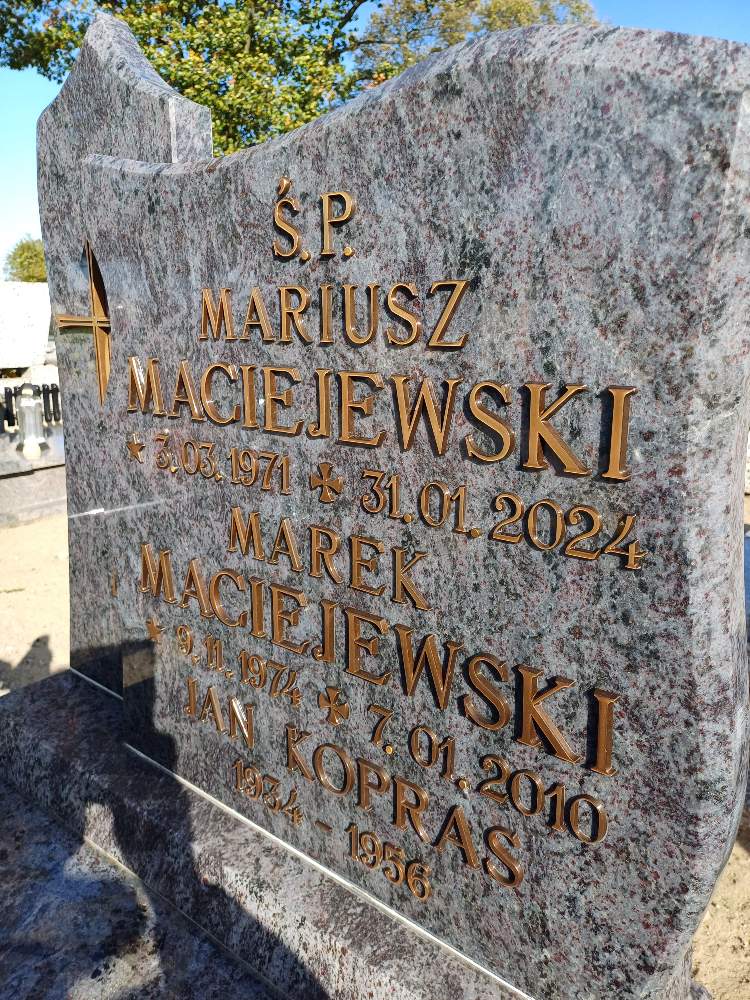 Ś.P.
MARIUSZ
MACIEJEWSKI
* 3.03.1971 ✠ 31.01.2024
MAREK
MACIEJEWSKI
* 9.11.1974 ✠ 7.01.2010
JAN KOPRAS
1934 - 1956